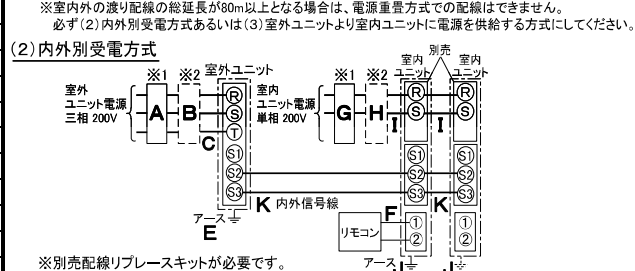 ※室内外の渡り配線の総延長が80m以上となる場合は、電源重畳方式での配線はできません。
必ず(2)内外別受電方式あるいは(3)室外ユニットより室内ユニットに電源を供給する方式にしてください。
(2)内外別受電方式
※1 ※2 室外ユニット
室外
ユニット電源
三相 200V
A B C
R
S
T
S1
S2
S3
アース
E
※1 ※2
室内
ユニット電源
単相 200V
G H I I
別売
室内
ユニット
室内
ユニット
R
S
S1
S2
S3
①
②
R
S
S1
S2
S3
①
②
K 内外信号線
K
F
リモコン
アース J
J
※別売配線リプレースキットが必要です。